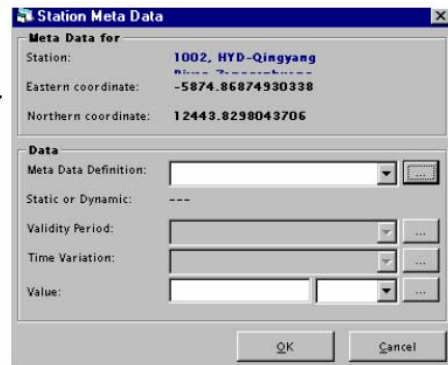 Station Meta Data
Meta Data for
Station: 1002, HYD-Qingyang
Eastern coordinate: -5874.86874930338
Northern coordinate: 12443.8298043706
Data
Meta Data Definition: ...
Static or Dynamic: ---
Validity Period: ...
Time Variation: ...
Value: ...
OK Cancel